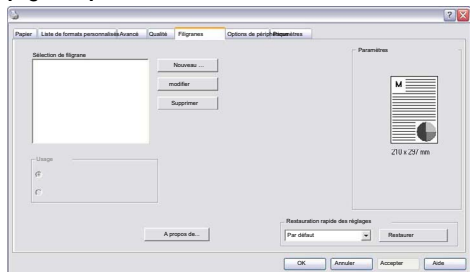 Papier Liste de formats personnalisés Avancé Qualité Filigranes Options de périphérique Paramètres
Sélection de filigrane
Nouveau ...
modifier
Supprimer
Usage
A propos de...
Paramètres
M
210 x 297 mm
Restauration rapide des réglages
Par défaut
Restaurer
OK Annuler Accepter Aide